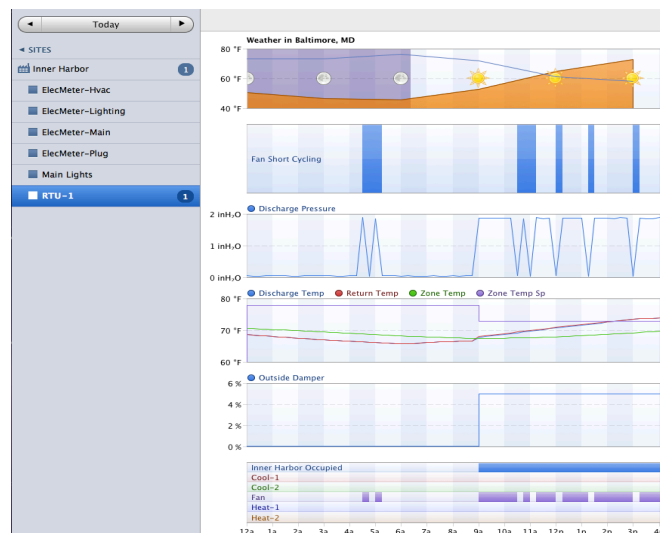 Today
SITES
Inner Harbor 1
ElecMeter-Hvac
ElecMeter-Lighting
ElecMeter-Main
ElecMeter-Plug
Main Lights
RTU-1 1
Weather in Baltimore, MD
80 °F
60 °F
40 °F
Fan Short Cycling
Discharge Pressure
2 inH₂O
1 inH₂O
0 inH₂O
Discharge Temp Return Temp Zone Temp Zone Temp Sp
80 °F
70 °F
60 °F
Outside Damper
6 %
4 %
2 %
0 %
Inner Harbor Occupied
Cool-1
Cool-2
Fan
Heat-1
Heat-2
12a 1a 2a 3a 4a 5a 6a 7a 8a 9a 10a 11a 12p 1p 2p 3p